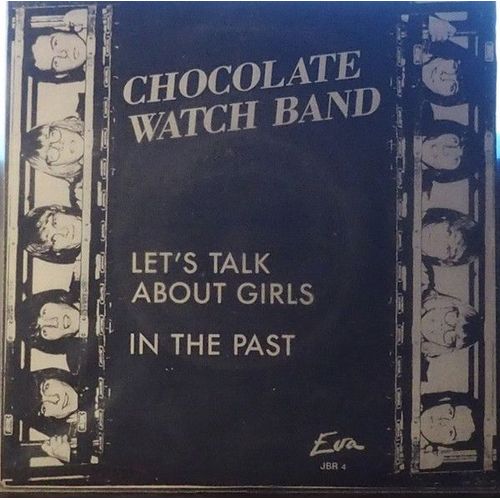 CHOCOLATE
WATCH BAND
LET'S TALK
ABOUT GIRLS
IN THE PAST
Eva
JBR 4